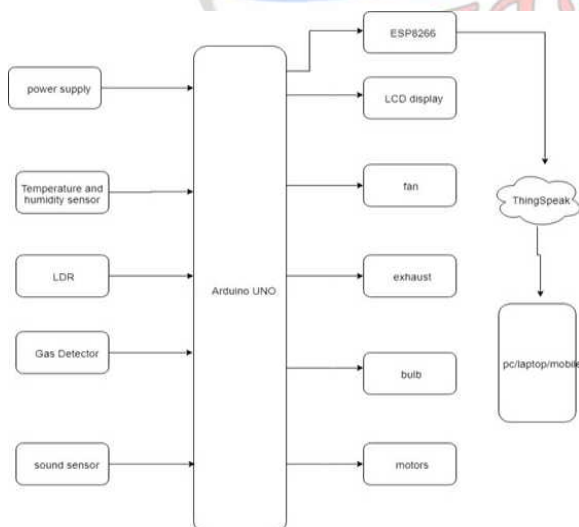 ESP8266
power supply
LCD display
Temperature and
humidity sensor
fan
ThingSpeak
LDR
Arduino UNO
exhaust
Gas Detector
bulb
pc/laptop/mobile
sound sensor
motors